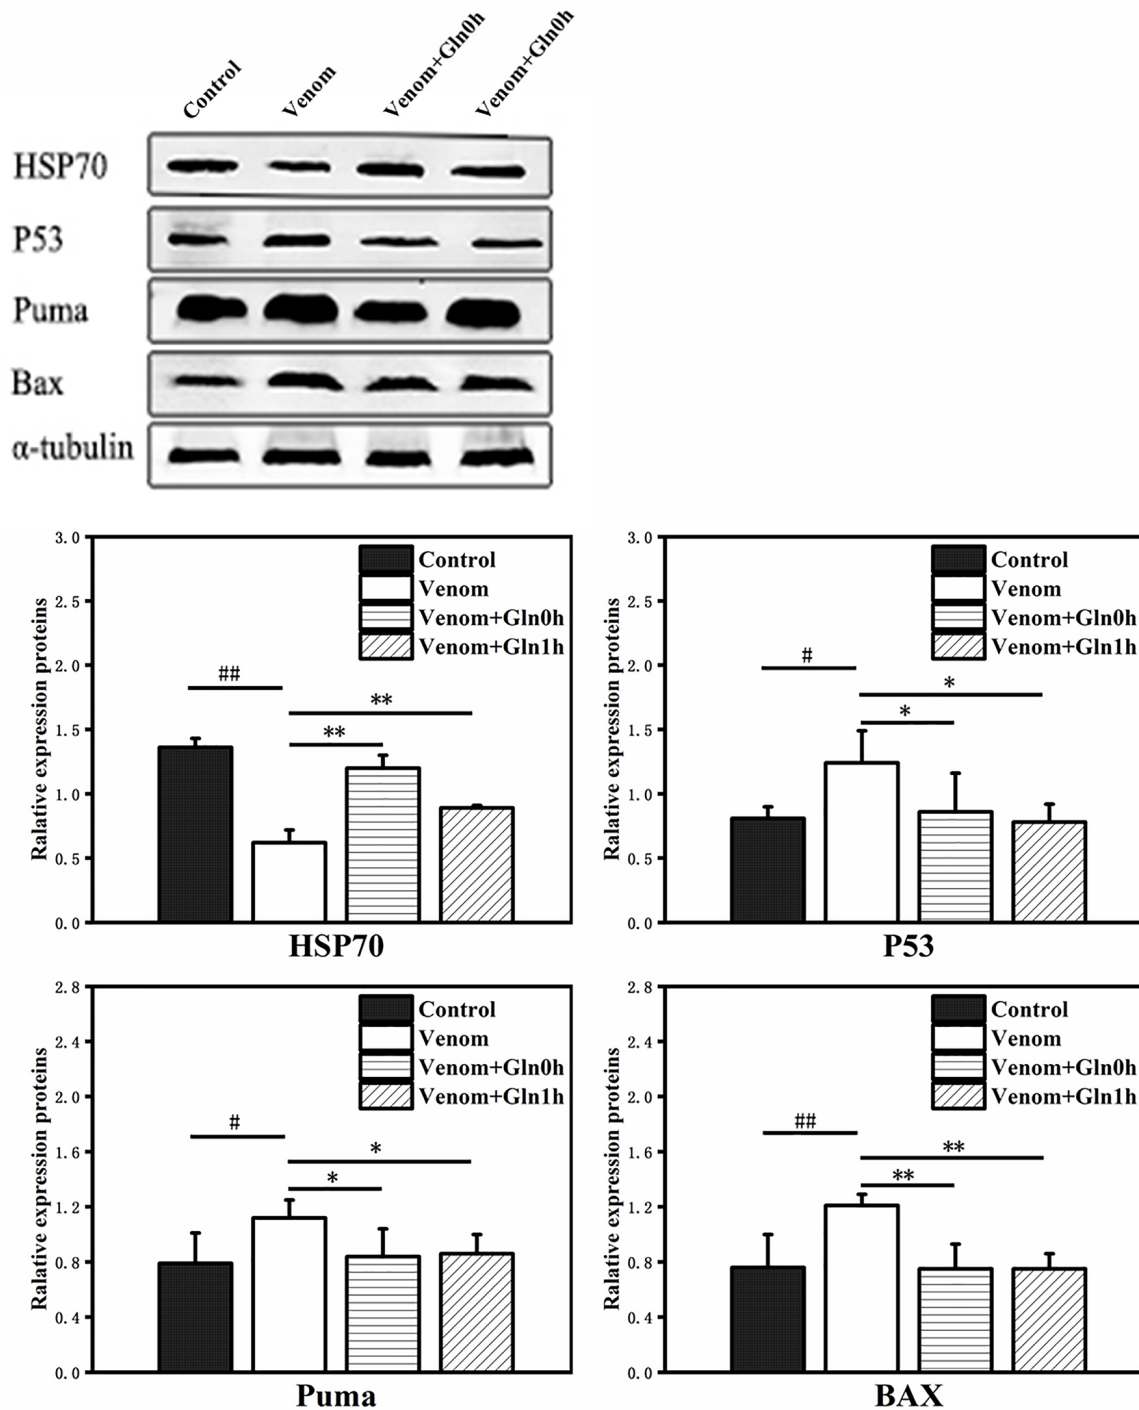 Control Venom Venom+Gln0h Venom+Gln0h
HSP70
P53
Puma
Bax
α-tubulin
3.0
2.5
2.0
1.5
1.0
0.5
0.0
Ralative expression proteins
Control
Venom
Venom+Gln0h
Venom+Gln1h
##
**
**
HSP70
3.0
2.5
2.0
1.5
1.0
0.5
0.0
Ralative expression proteins
Control
Venom
Venom+Gln0h
Venom+Gln1h
#
*
*
P53
2.8
2.4
2.0
1.6
1.2
0.8
0.4
0.0
Ralative expression proteins
Control
Venom
Venom+Gln0h
Venom+Gln1h
#
*
*
Puma
2.8
2.4
2.0
1.6
1.2
0.8
0.4
0.0
Ralative expression proteins
Control
Venom
Venom+Gln0h
Venom+Gln1h
##
**
**
BAX